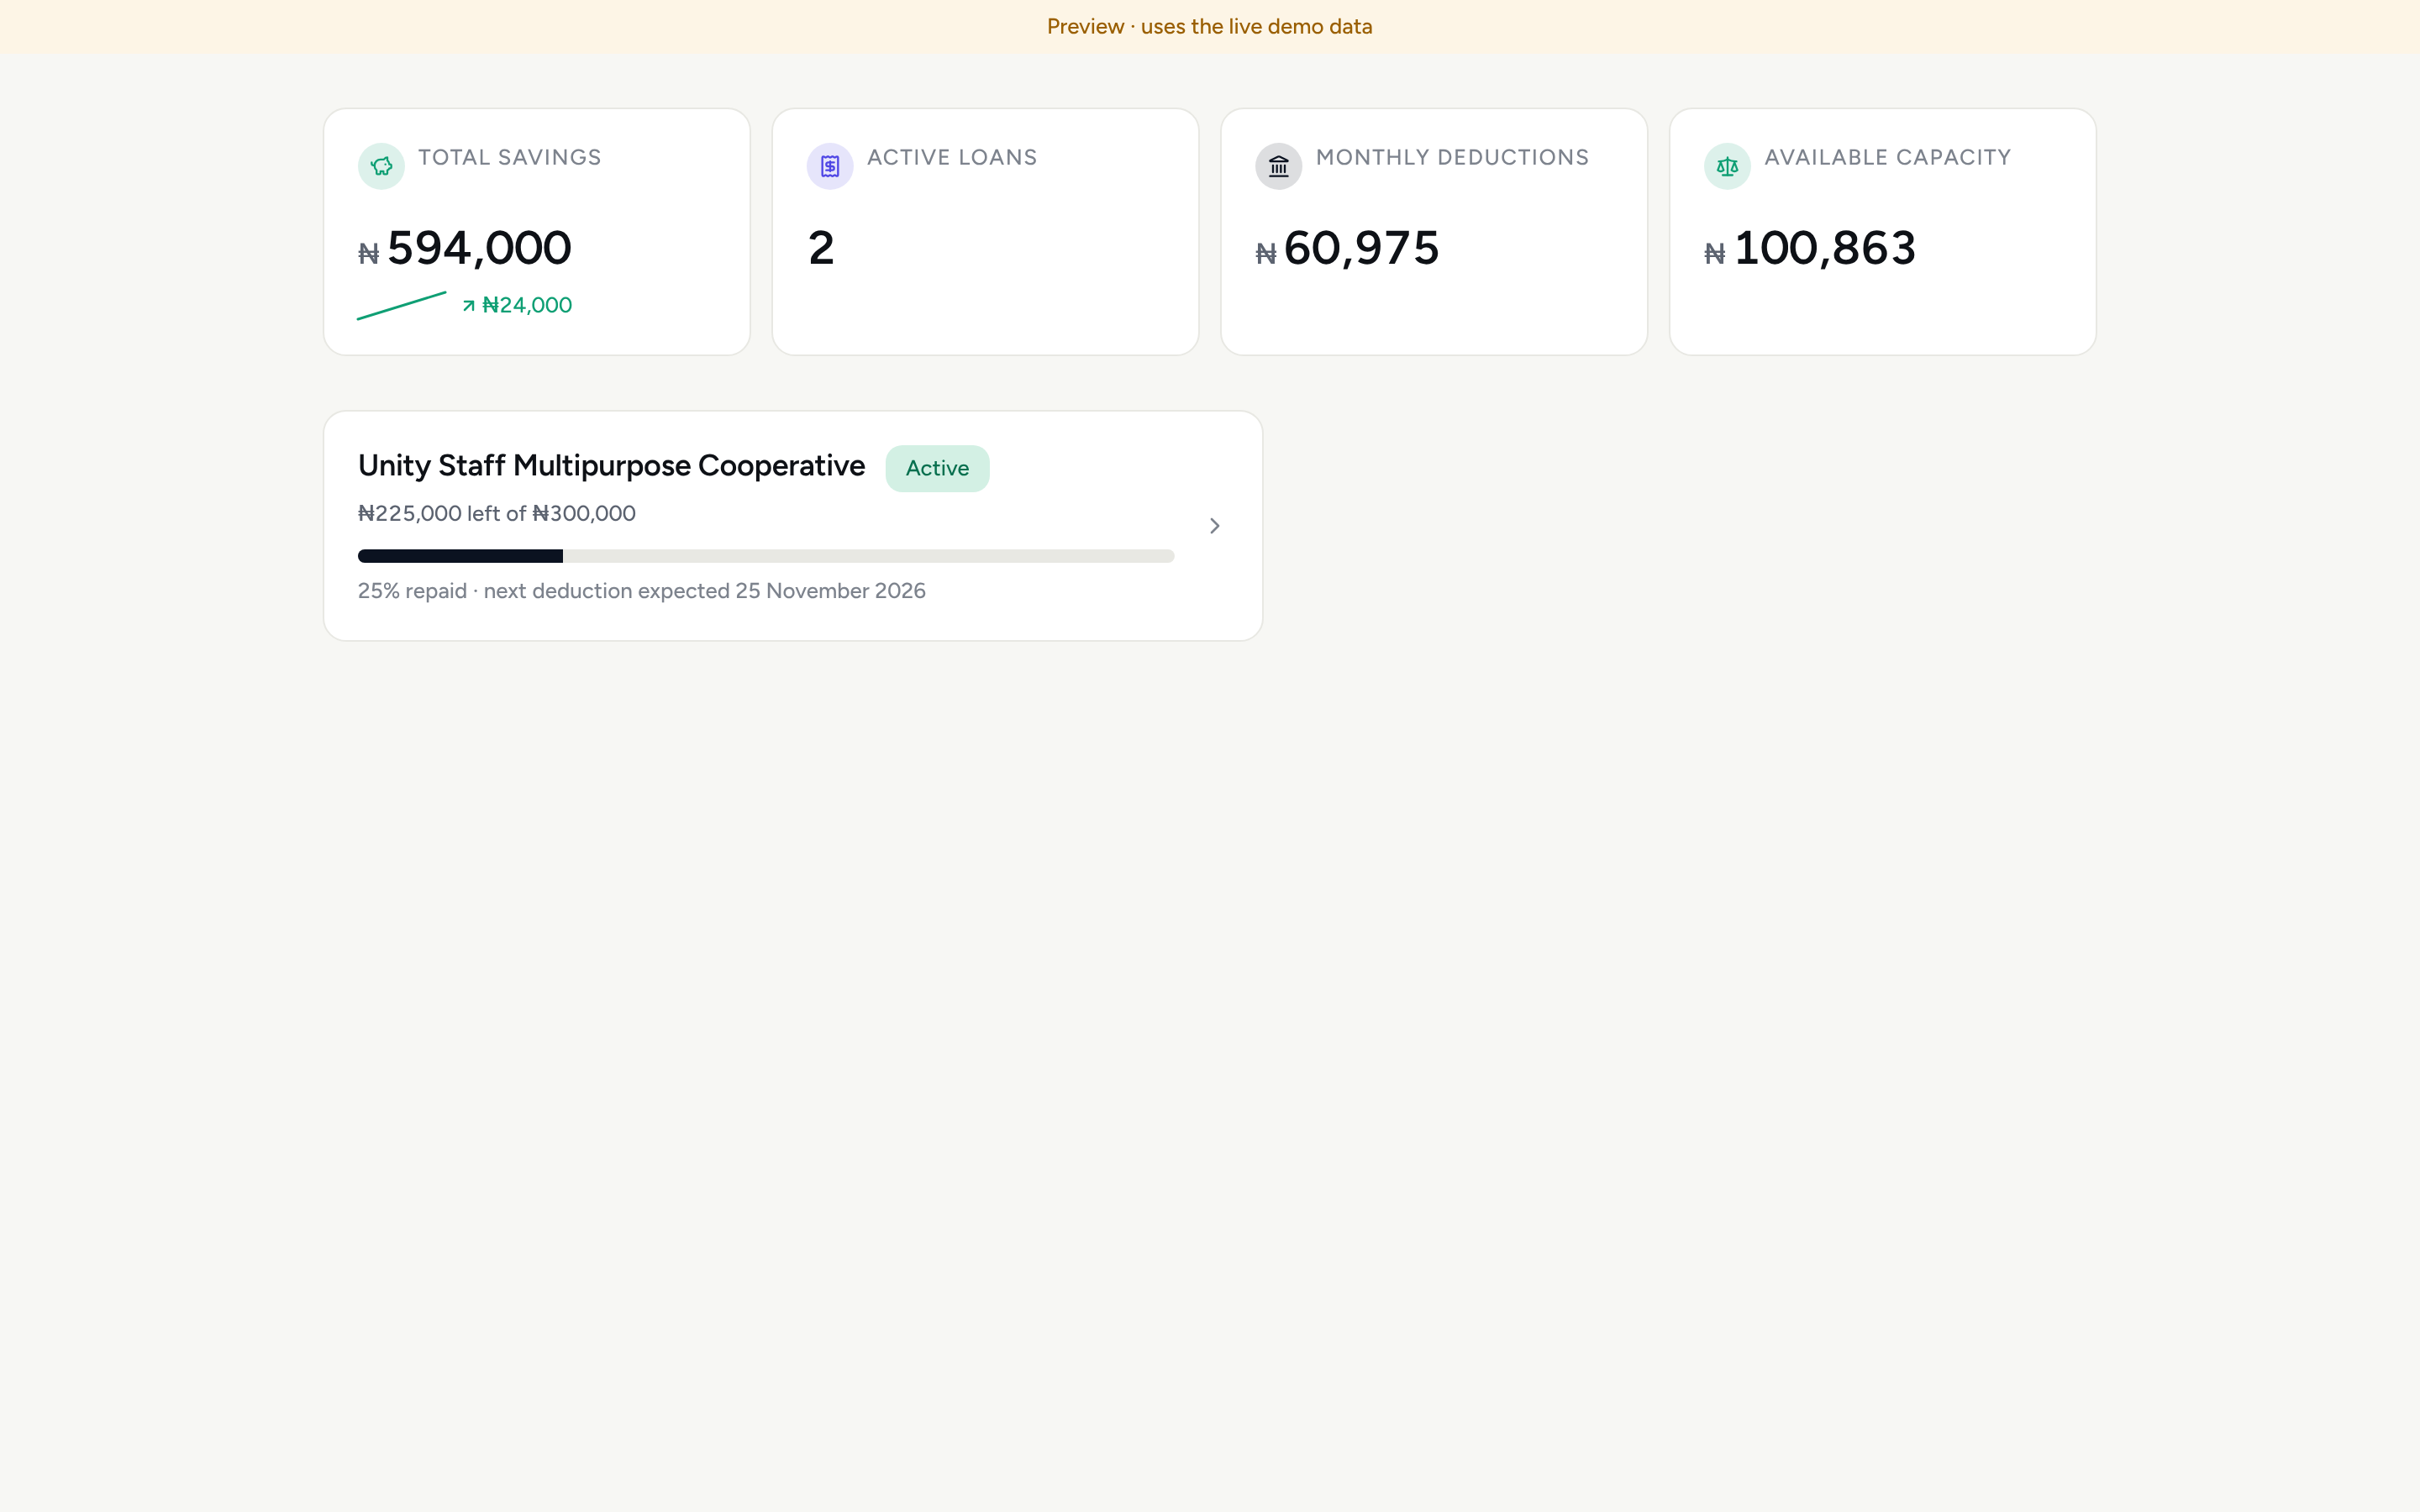 Preview · uses the live demo data
TOTAL SAVINGS
₦594,000
↗ ₦24,000
ACTIVE LOANS
2
MONTHLY DEDUCTIONS
₦60,975
AVAILABLE CAPACITY
₦100,863
Unity Staff Multipurpose Cooperative Active
₦225,000 left of ₦300,000
25% repaid · next deduction expected 25 November 2026